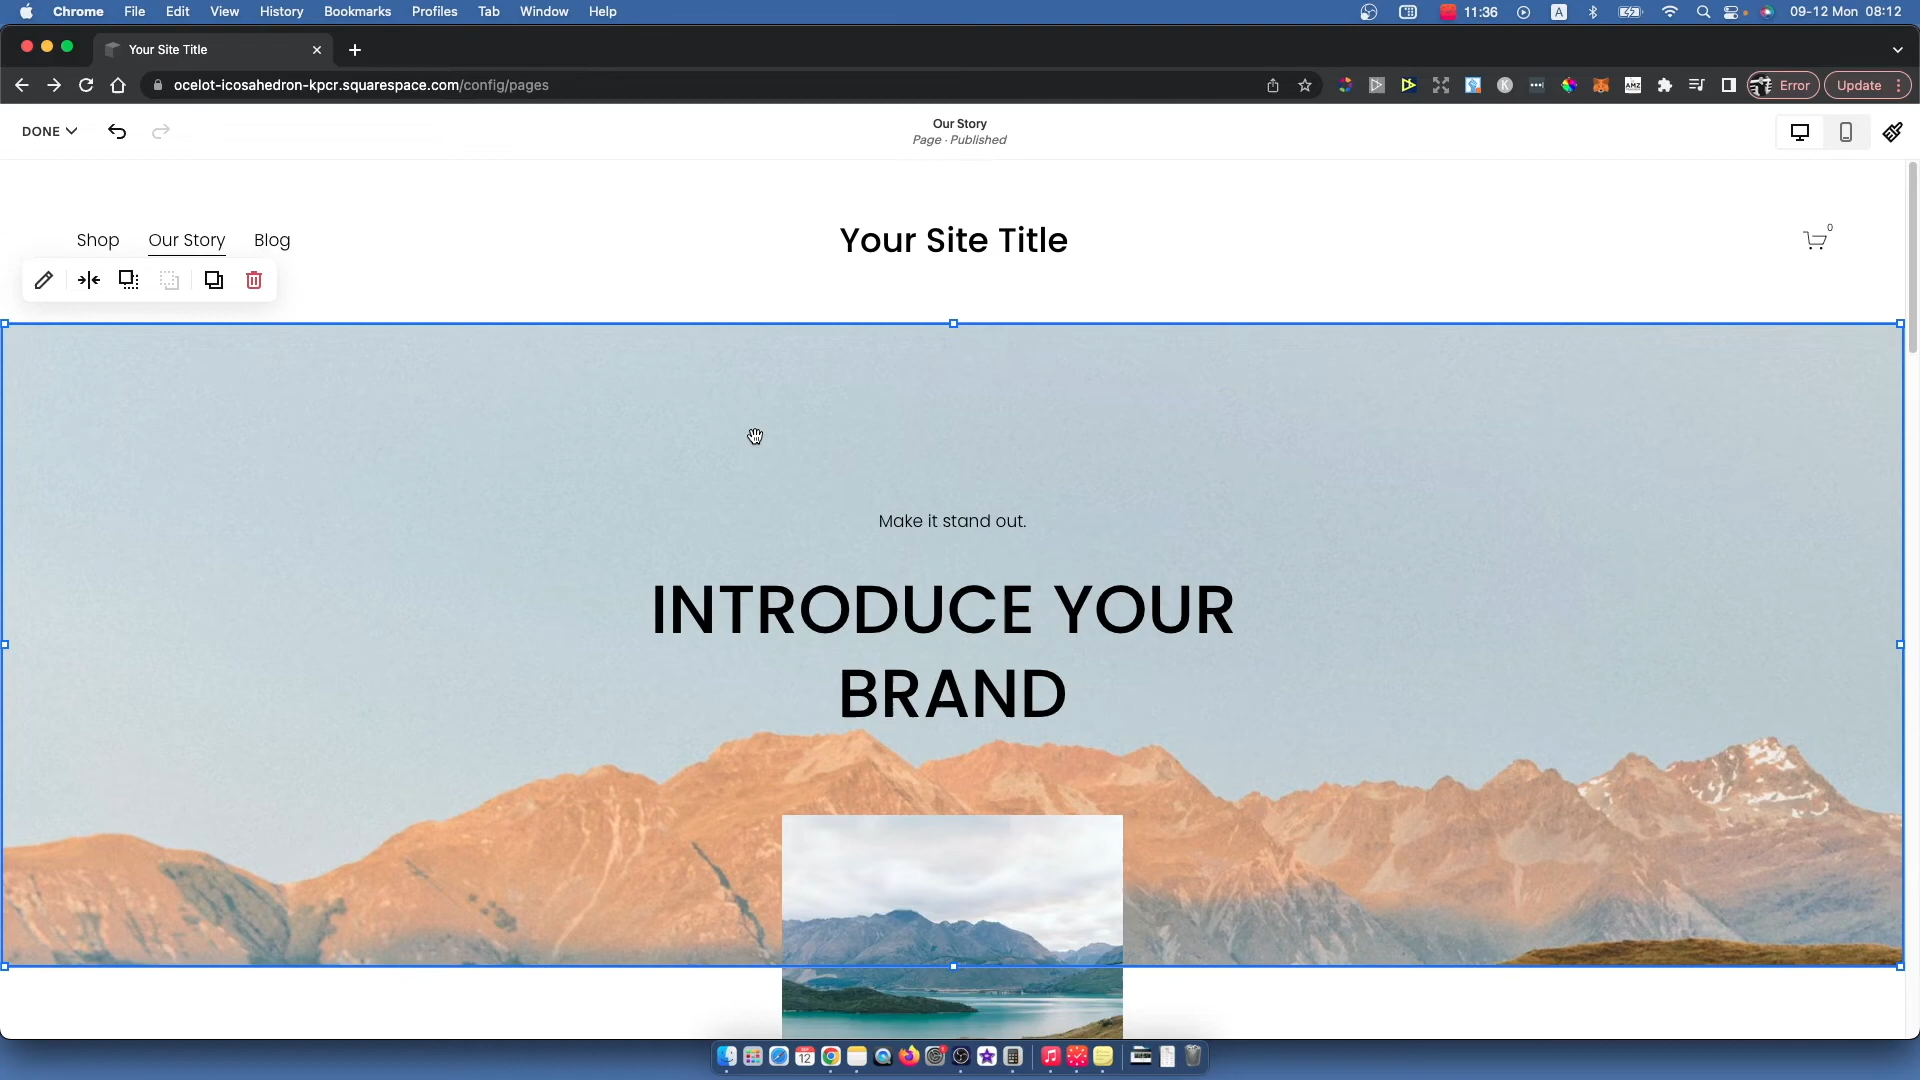 Chrome File Edit View History Bookmarks Profiles Tab Window Help 11:36 A 09-12 Mon 08:12
Your Site Title
ocelot-icosahedron-kpcr.squarespace.com/config/pages
K AMZ Error Update
DONE
Our Story
Page · Published
Shop Our Story Blog
Your Site Title
0
Make it stand out.
INTRODUCE YOUR
BRAND
12